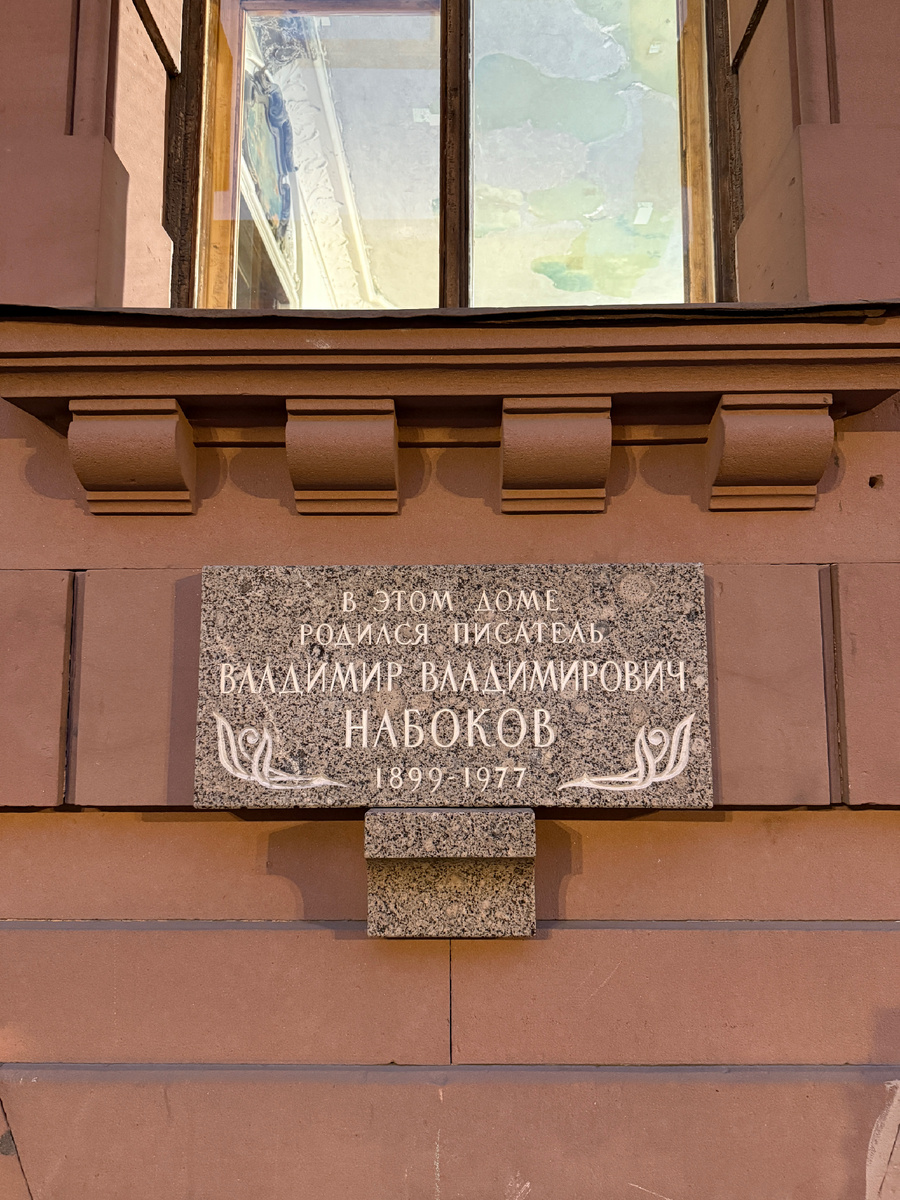 В ЭТОМ ДОМЕ
РОДИЛСЯ ПИСАТЕЛЬ
ВЛАДИМИР ВЛАДИМИРОВИЧ
НАБОКОВ
1899-1977